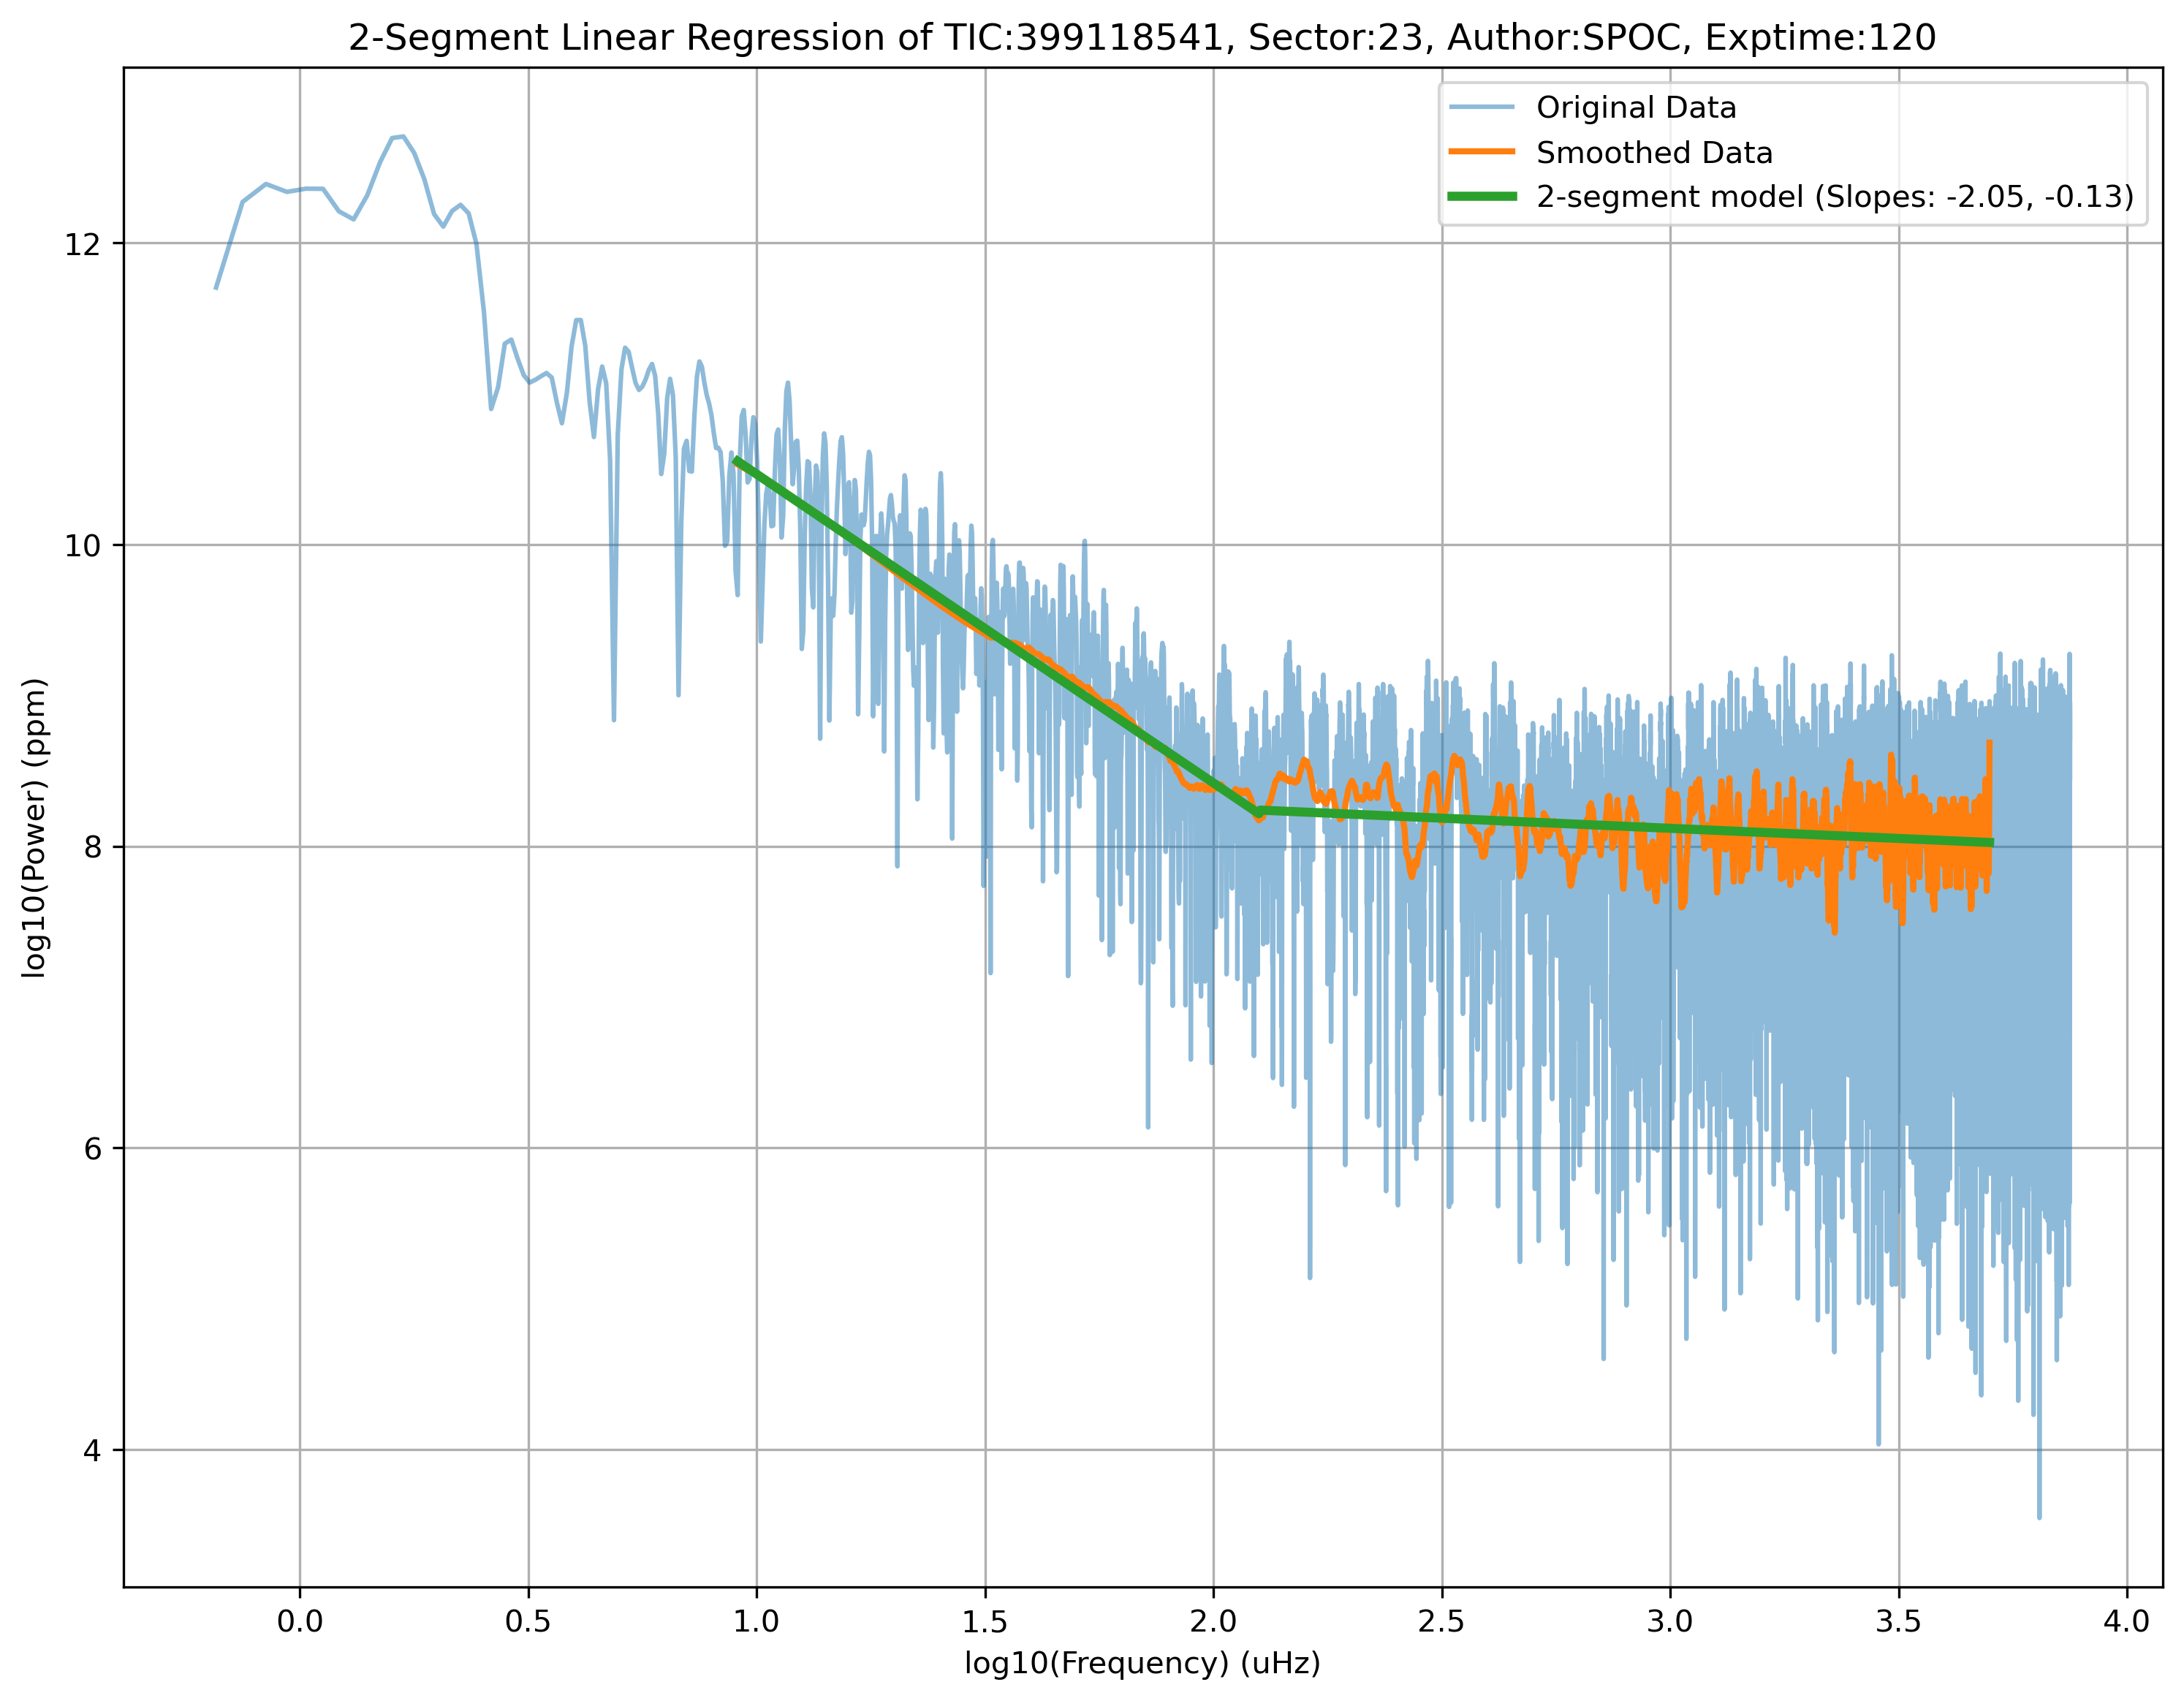 2-Segment Linear Regression of TIC:399118541, Sector:23, Author:SPOC, Exptime:120
Original Data
Smoothed Data
2-segment model (Slopes: -2.05, -0.13)
12
10
8
6
4
log10(Power) (ppm)
0.0 0.5 1.0 1.5 2.0 2.5 3.0 3.5 4.0
log10(Frequency) (uHz)